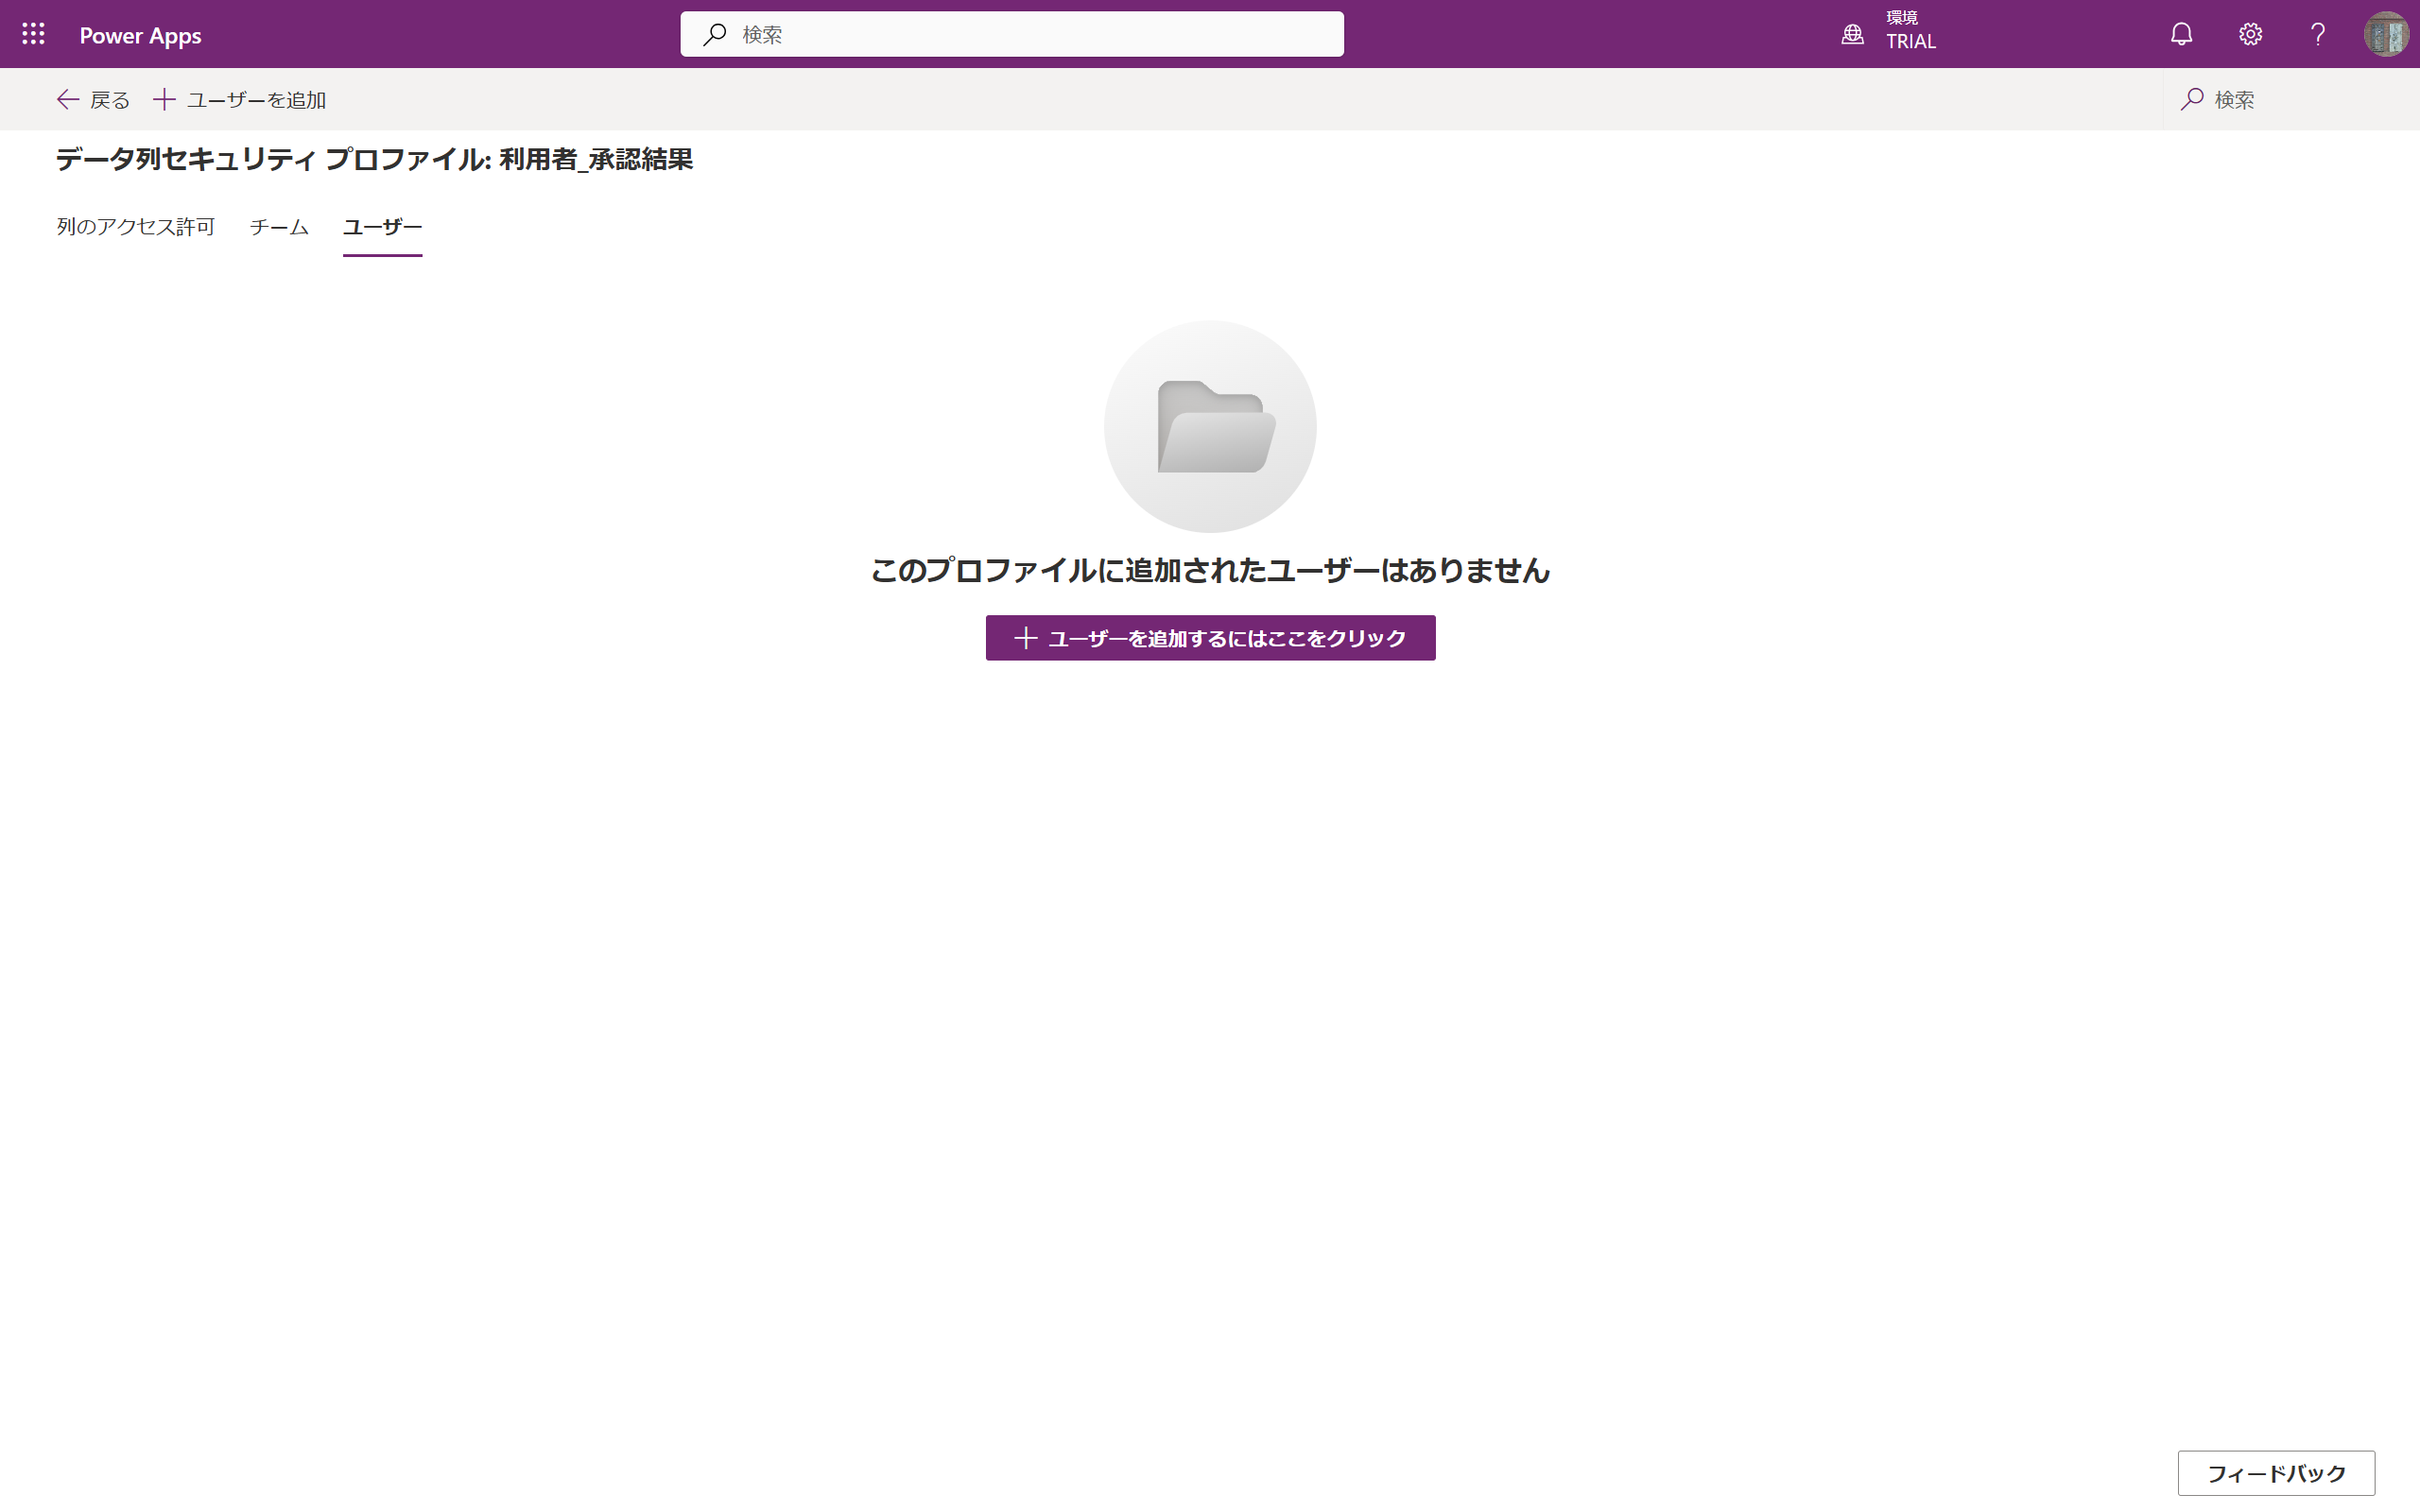 Power Apps
検索
環境
TRIAL
戻る
ユーザーを追加
検索
データ列セキュリティ プロファイル: 利用者_承認結果
列のアクセス許可
チーム
ユーザー
このプロファイルに追加されたユーザーはありません
ユーザーを追加するにはここをクリック
フィードバック